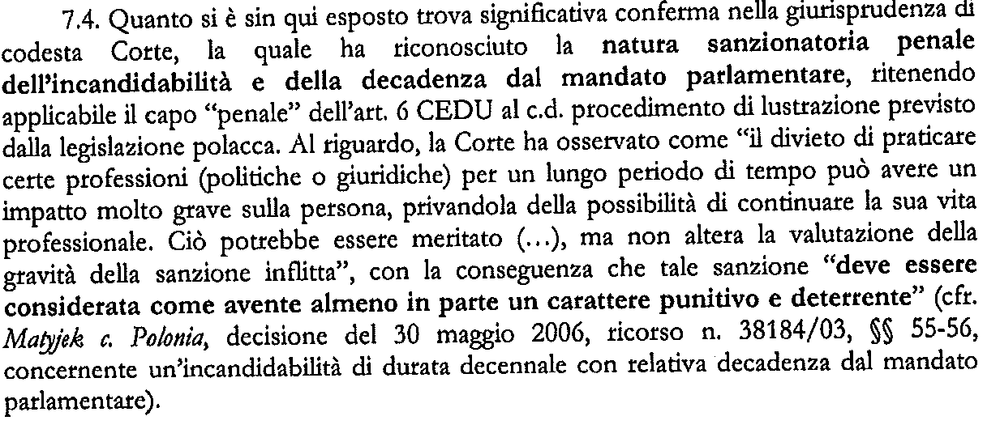 7.4. Quanto si è sin qui esposto trova significativa conferma nella giurisprudenza di
codesta Corte, la quale ha riconosciuto la natura sanzionatoria penale
dell'incandidabilità e della decadenza dal mandato parlamentare, ritenendo
applicabile il capo “penale” dell'art. 6 CEDU al c.d. procedimento di lustrazione previsto
dalla legislazione polacca. Al riguardo, la Corte ha osservato come “il divieto di praticare
certe professioni (politiche o giuridiche) per un lungo periodo di tempo può avere un
impatto molto grave sulla persona, privandola della possibilità di continuare la sua vita
professionale. Ciò potrebbe essere meritato (…), ma non altera la valutazione della
gravità della sanzione inflitta”, con la conseguenza che tale sanzione “deve essere
considerata come avente almeno in parte un carattere punitivo e deterrente” (cfr.
Matyjek c. Polonia, decisione del 30 maggio 2006, ricorso n. 38184/03, §§ 55-56,
concernente un'incandidabilità di durata decennale con relativa decadenza dal mandato
parlamentare).